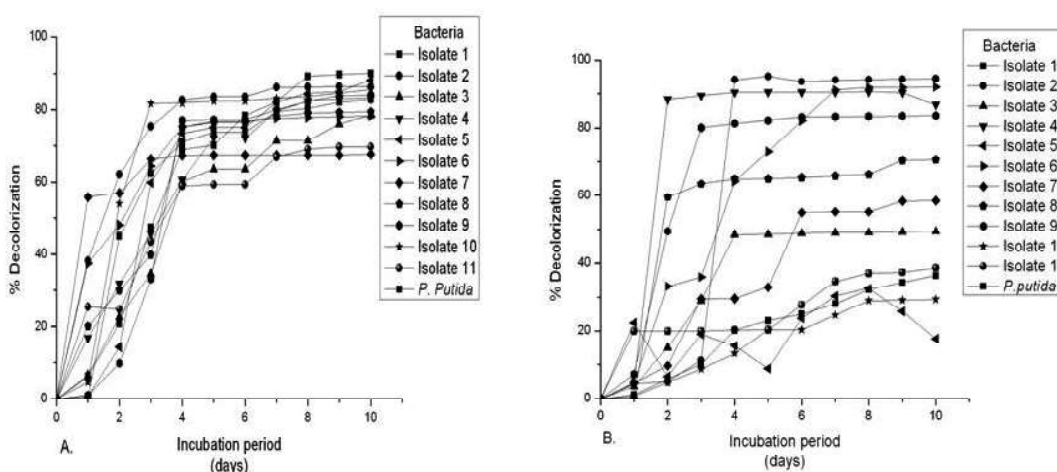 100
80
60
40
20
0
% Decolorization
0 2 4 6 8 10
A.
Incubation period
(days)
Bacteria
Isolate 1
Isolate 2
Isolate 3
Isolate 4
Isolate 5
Isolate 6
Isolate 7
Isolate 8
Isolate 9
Isolate 10
Isolate 11
P. Putida
100
80
60
40
20
0
% Decolorization
0 2 4 6 8 10
B.
Incubation period
(days)
Bacteria
Isolate 1
Isolate 2
Isolate 3
Isolate 4
Isolate 5
Isolate 6
Isolate 7
Isolate 8
Isolate 9
Isolate 1
Isolate 1
P.putida